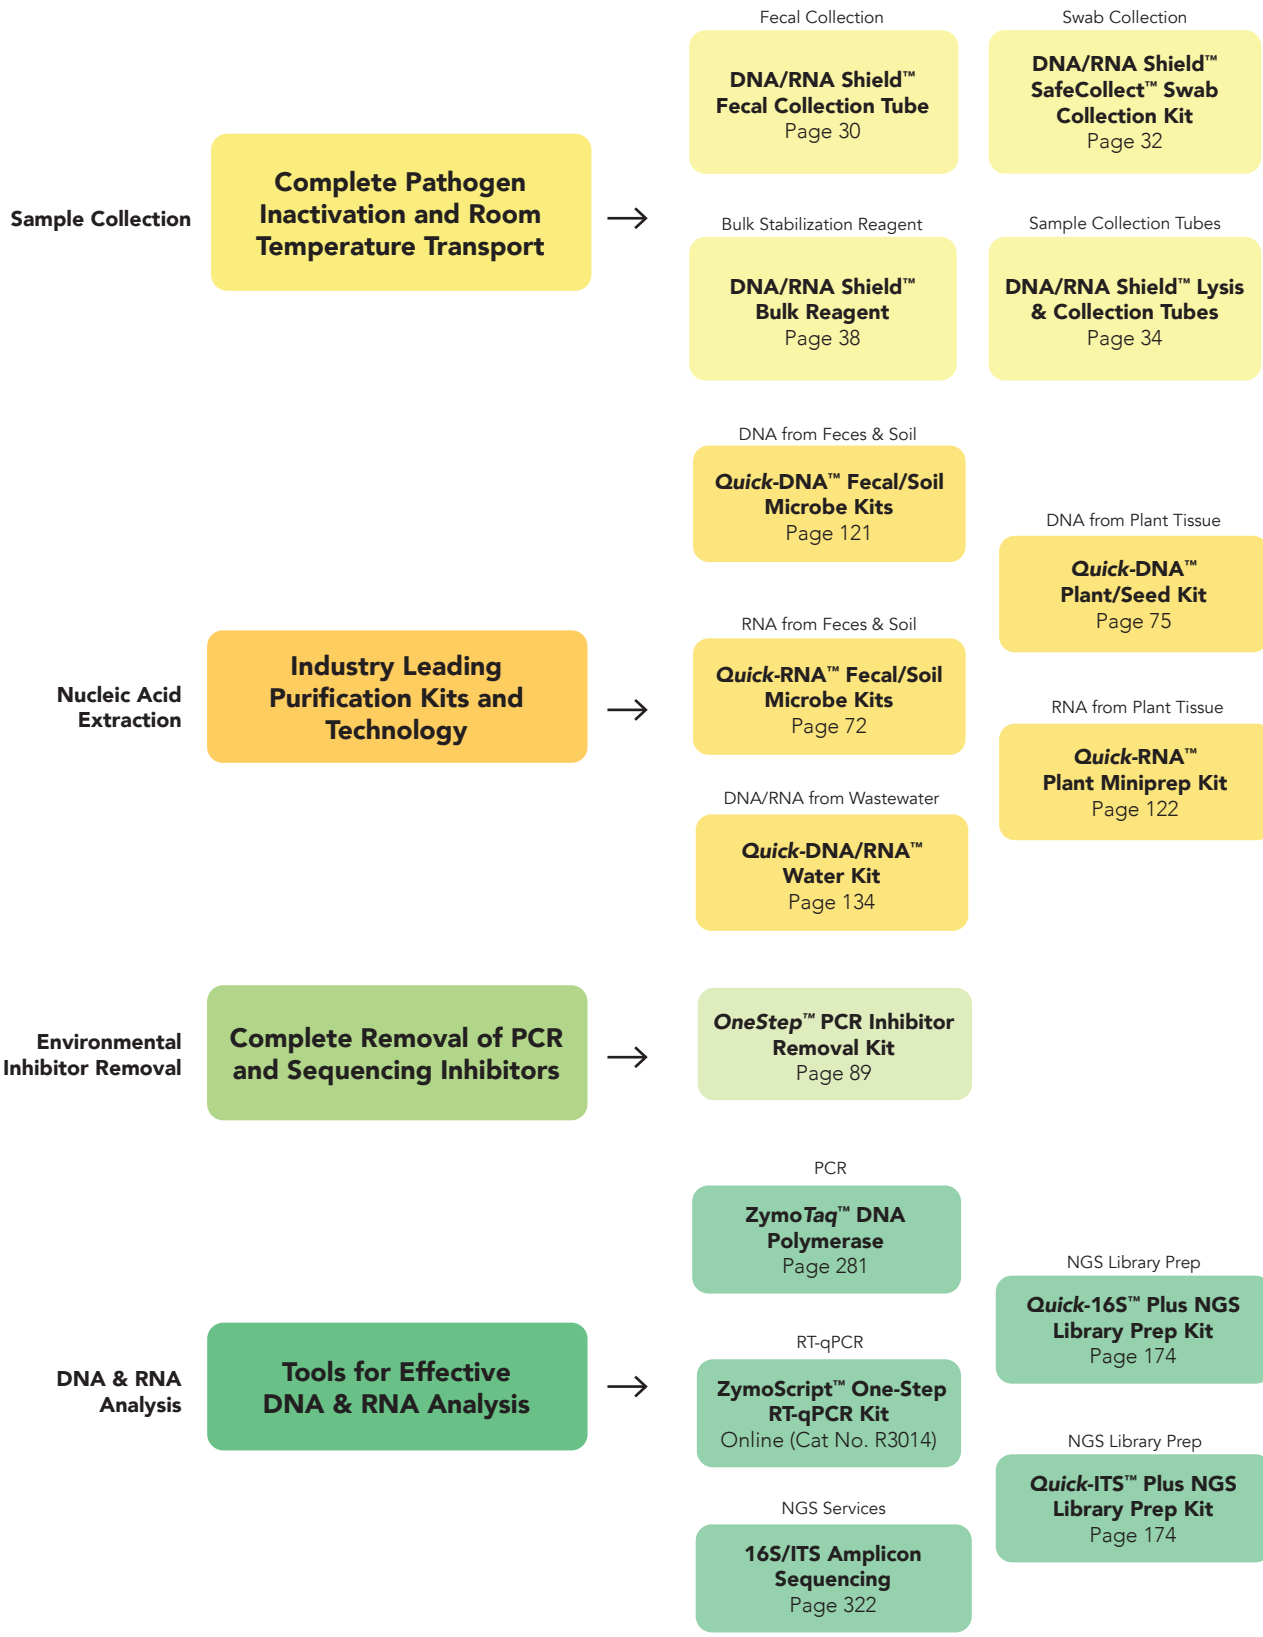 Sample Collection
Complete Pathogen
Inactivation and Room
Temperature Transport
Fecal Collection
DNA/RNA Shield™
Fecal Collection Tube
Page 30
Swab Collection
DNA/RNA Shield™
SafeCollect™ Swab
Collection Kit
Page 32
Bulk Stabilization Reagent
DNA/RNA Shield™
Bulk Reagent
Page 38
Sample Collection Tubes
DNA/RNA Shield™ Lysis
& Collection Tubes
Page 34
Nucleic Acid
Extraction
Industry Leading
Purification Kits and
Technology
DNA from Feces & Soil
Quick-DNA™ Fecal/Soil
Microbe Kits
Page 121
DNA from Plant Tissue
Quick-DNA™
Plant/Seed Kit
Page 75
RNA from Feces & Soil
Quick-RNA™ Fecal/Soil
Microbe Kits
Page 72
RNA from Plant Tissue
Quick-RNA™
Plant Miniprep Kit
Page 122
DNA/RNA from Wastewater
Quick-DNA/RNA™
Water Kit
Page 134
Environmental
Inhibitor Removal
Complete Removal of PCR
and Sequencing Inhibitors
OneStep™ PCR Inhibitor
Removal Kit
Page 89
DNA & RNA
Analysis
Tools for Effective
DNA & RNA Analysis
PCR
ZymoTaq™ DNA
Polymerase
Page 281
NGS Library Prep
Quick-16S™ Plus NGS
Library Prep Kit
Page 174
RT-qPCR
ZymoScript™ One-Step
RT-qPCR Kit
Online (Cat No. R3014)
NGS Library Prep
Quick-ITS™ Plus NGS
Library Prep Kit
Page 174
NGS Services
16S/ITS Amplicon
Sequencing
Page 322